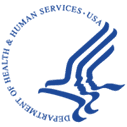 DEPARTMENT OF HEALTH & HUMAN SERVICES · USA